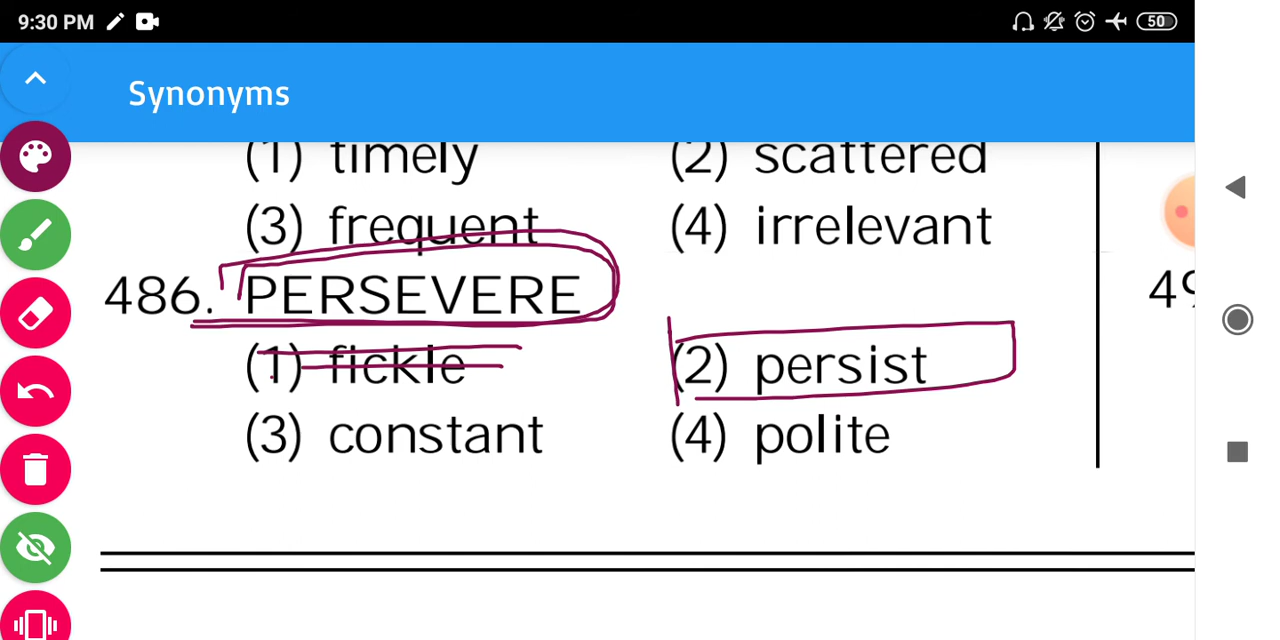 9:30 PM 50
Synonyms
(1) timely (2) scattered
(3) frequent (4) irrelevant
486. PERSEVERE
(1) fickle (2) persist
(3) constant (4) polite